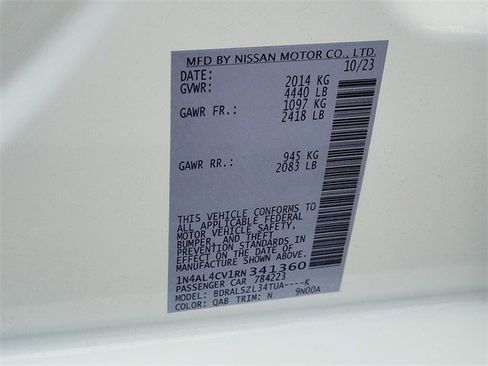 MFD BY NISSAN MOTOR CO., LTD.
DATE: 10/23
GVWR: 2014 KG
4440 LB
GAWR FR.: 1097 KG
2418 LB
GAWR RR.: 945 KG
2083 LB
THIS VEHICLE CONFORMS TO
ALL APPLICABLE FEDERAL
MOTOR VEHICLE SAFETY,
BUMPER, AND THEFT
PREVENTION STANDARDS IN
EFFECT ON THE DATE OF
MANUFACTURE SHOWN ABOVE.
1N4AL4CV1RN341360
PASSENGER CAR 784223
MODEL: BDRALSZL34TUA----K
COLOR: QAB TRIM: N 9N00A